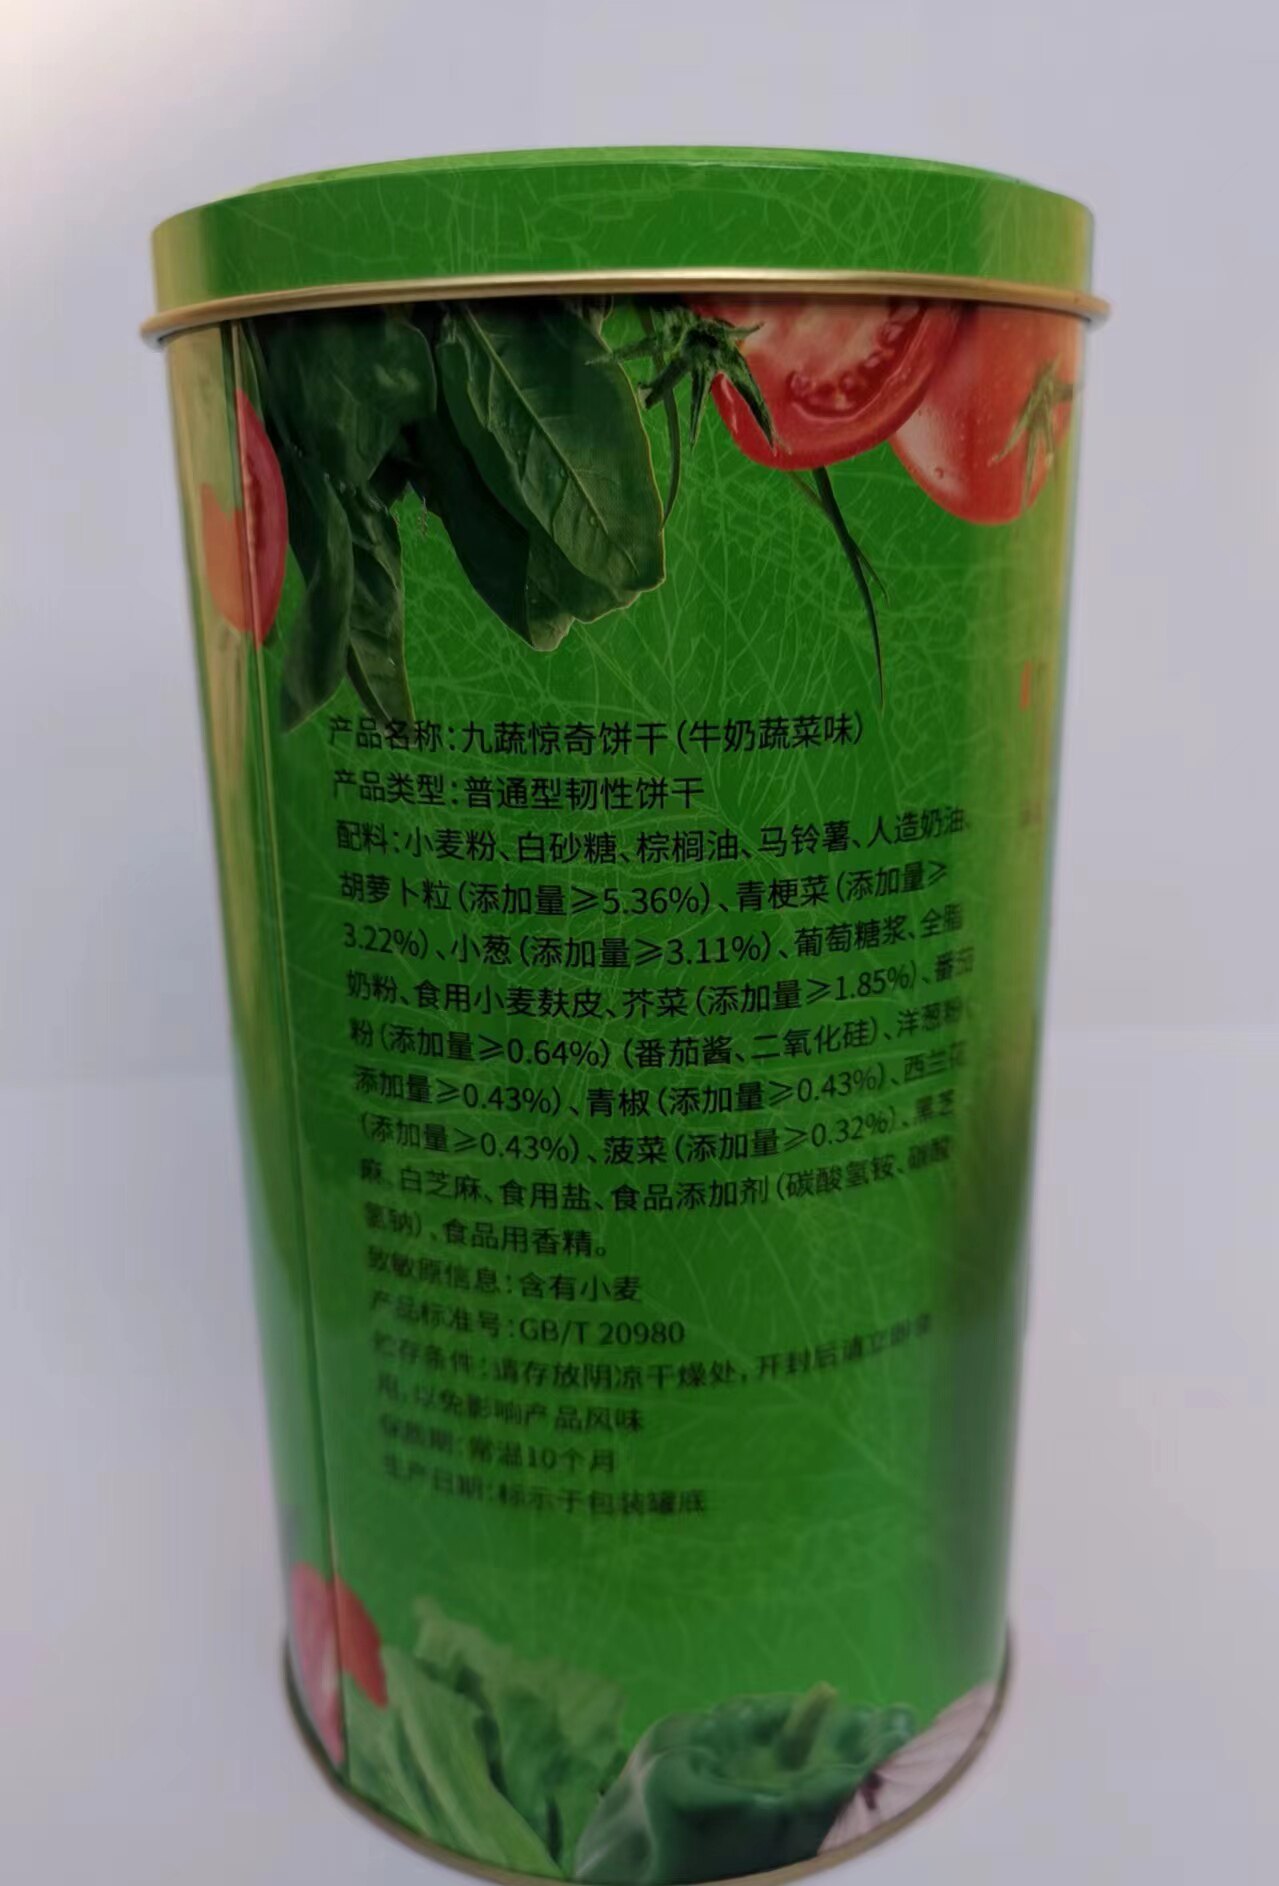 产品名称：九蔬惊奇饼干（牛奶蔬菜味）
产品类型：普通型韧性饼干
配料：小麦粉、白砂糖、棕榈油、马铃薯、人造奶油、
胡萝卜粒（添加量≥5.36%）、青梗菜（添加量≥
3.22%）、小葱（添加量≥3.11%）、葡萄糖浆、全脂
奶粉、食用小麦麸皮、芥菜（添加量≥1.85%）、番茄
粉（添加量≥0.64%）（番茄酱、二氧化硅）、洋葱粉（
添加量≥0.43%）、青椒（添加量≥0.43%）、西兰花
（添加量≥0.43%）、菠菜（添加量≥0.32%）、黑芝
麻、白芝麻、食用盐、食品添加剂（碳酸氢铵、碳酸
氢钠）、食品用香精。
致敏原信息：含有小麦
产品标准号：GB/T 20980
贮存条件：请存放阴凉干燥处，开封后请立即食
用，以免影响产品风味
保质期：常温10个月
生产日期：标示于包装罐底